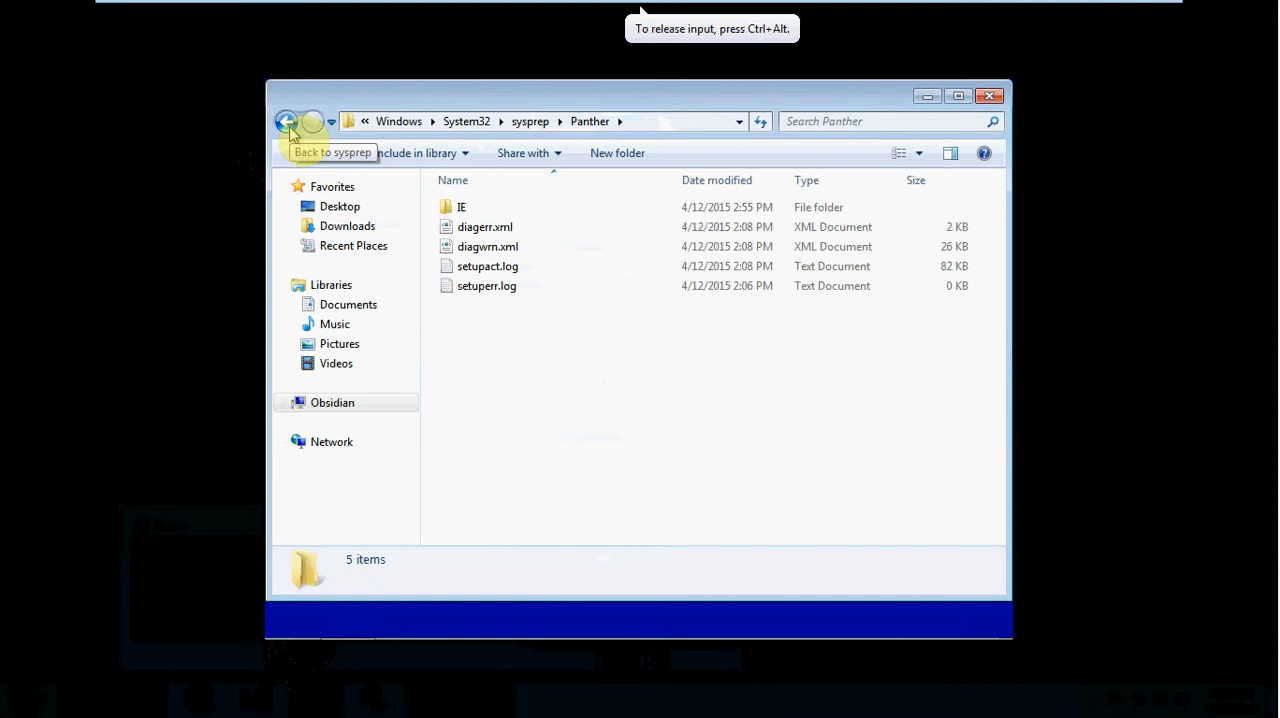 To release input, press Ctrl+Alt.
« Windows System32 sysprep Panther Search Panther
Back to sysprep nclude in library Share with New folder
Name Date modified Type Size
Favorites
Desktop
Downloads
Recent Places
Libraries
Documents
Music
Pictures
Videos
Obsidian
Network
IE 4/12/2015 2:55 PM File folder
diagerr.xml 4/12/2015 2:08 PM XML Document 2 KB
diagwrn.xml 4/12/2015 2:08 PM XML Document 26 KB
setupact.log 4/12/2015 2:08 PM Text Document 82 KB
setuperr.log 4/12/2015 2:06 PM Text Document 0 KB
5 items